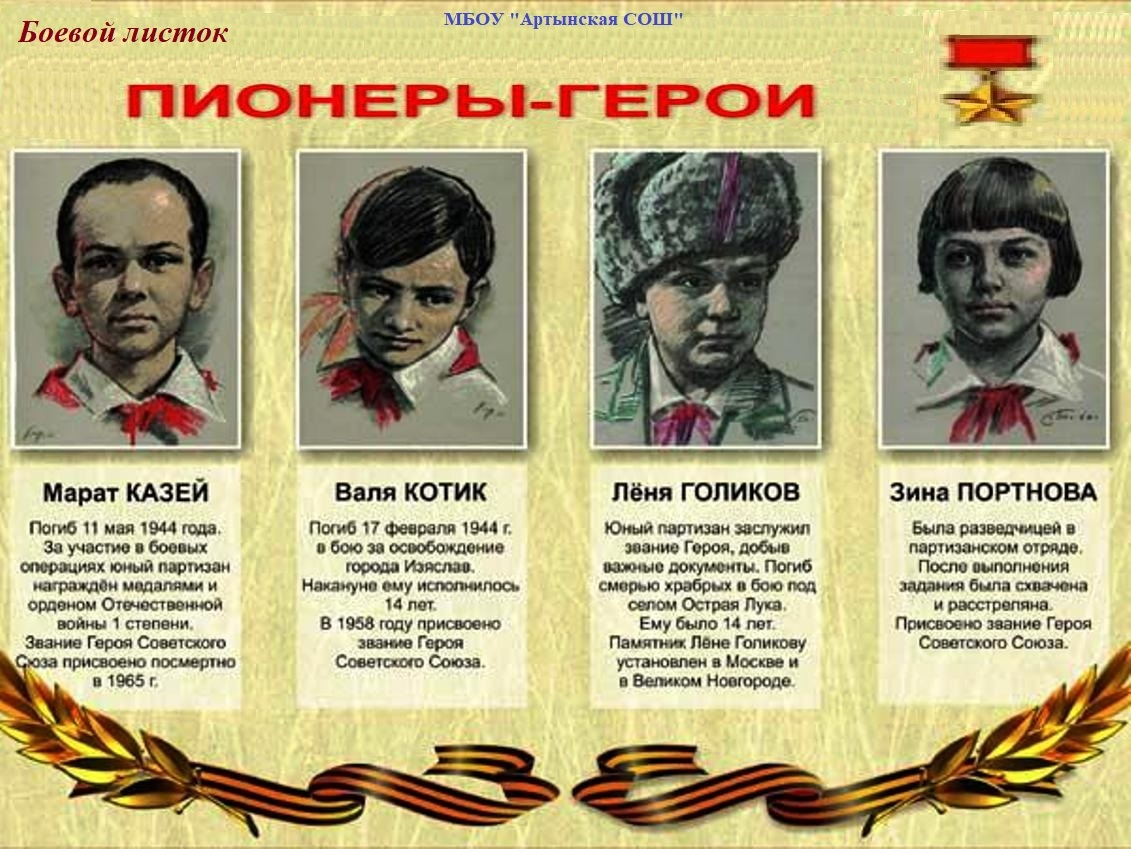 Боевой листок
МБОУ "Артынская СОШ"
ПИОНЕРЫ-ГЕРОИ
Марат КАЗЕЙ
Погиб 11 мая 1944 года.
За участие в боевых
операциях юный партизан
награждён медалями и
орденом Отечественной
войны 1 степени.
Звание Героя Советского
Сюза присвоено посмертно
в 1965 г.
Валя КОТИК
Погиб 17 февраля 1944 г.
в бою за освобождение
города Изяслав.
Накануне ему исполнилось
14 лет.
В 1958 году присвоено
звание Героя
Советского Союза.
Лёня ГОЛИКОВ
Юный партизан заслужил
звание Героя, добыв
важные документы. Погиб
смерью храбрых в бою под
селом Острая Лука.
Ему было 14 лет.
Памятник Лёне Голикову
установлен в Москве и
в Великом Новгороде.
Зина ПОРТНОВА
Была разведчицей в
партизанском отряде.
После выполнения
задания была схвачена
и расстреляна.
Присвоено звание Героя
Советского Союза.